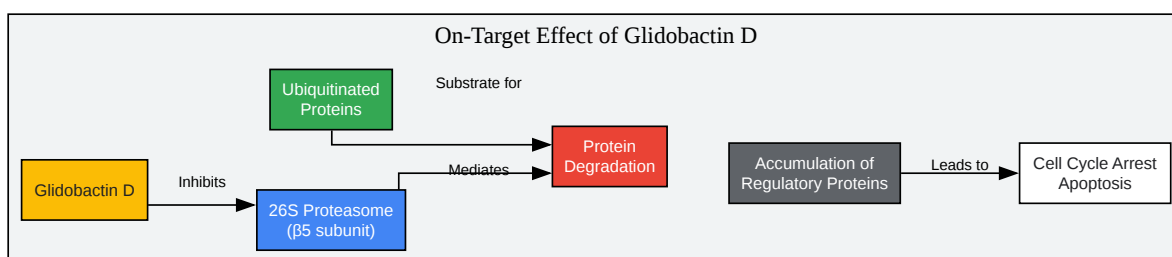 On-Target Effect of Glidobactin D
Ubiquitinated
Proteins
Substrate for
Protein
Degradation
Glidobactin D
Inhibits
26S Proteasome
(β5 subunit)
Mediates
Accumulation of
Regulatory Proteins
Leads to
Cell Cycle Arrest
Apoptosis